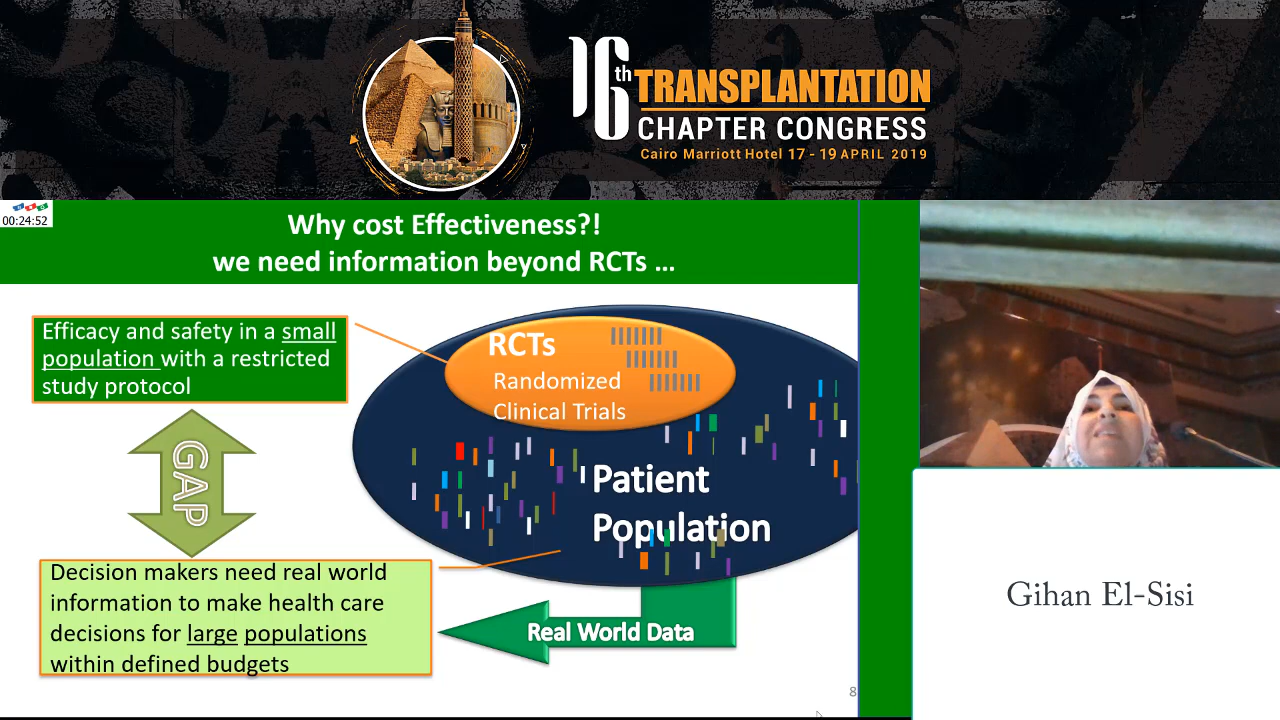 16th TRANSPLANTATION
CHAPTER CONGRESS
Cairo Marriott Hotel 17 - 19 APRIL 2019
00:24:52
Why cost Effectiveness?!
we need information beyond RCTs ...
Efficacy and safety in a small
population with a restricted
study protocol
RCTs
Randomized
Clinical Trials
GAP
Patient
Population
Decision makers need real world
information to make health care
decisions for large populations
within defined budgets
Real World Data
8
Gihan El-Sisi